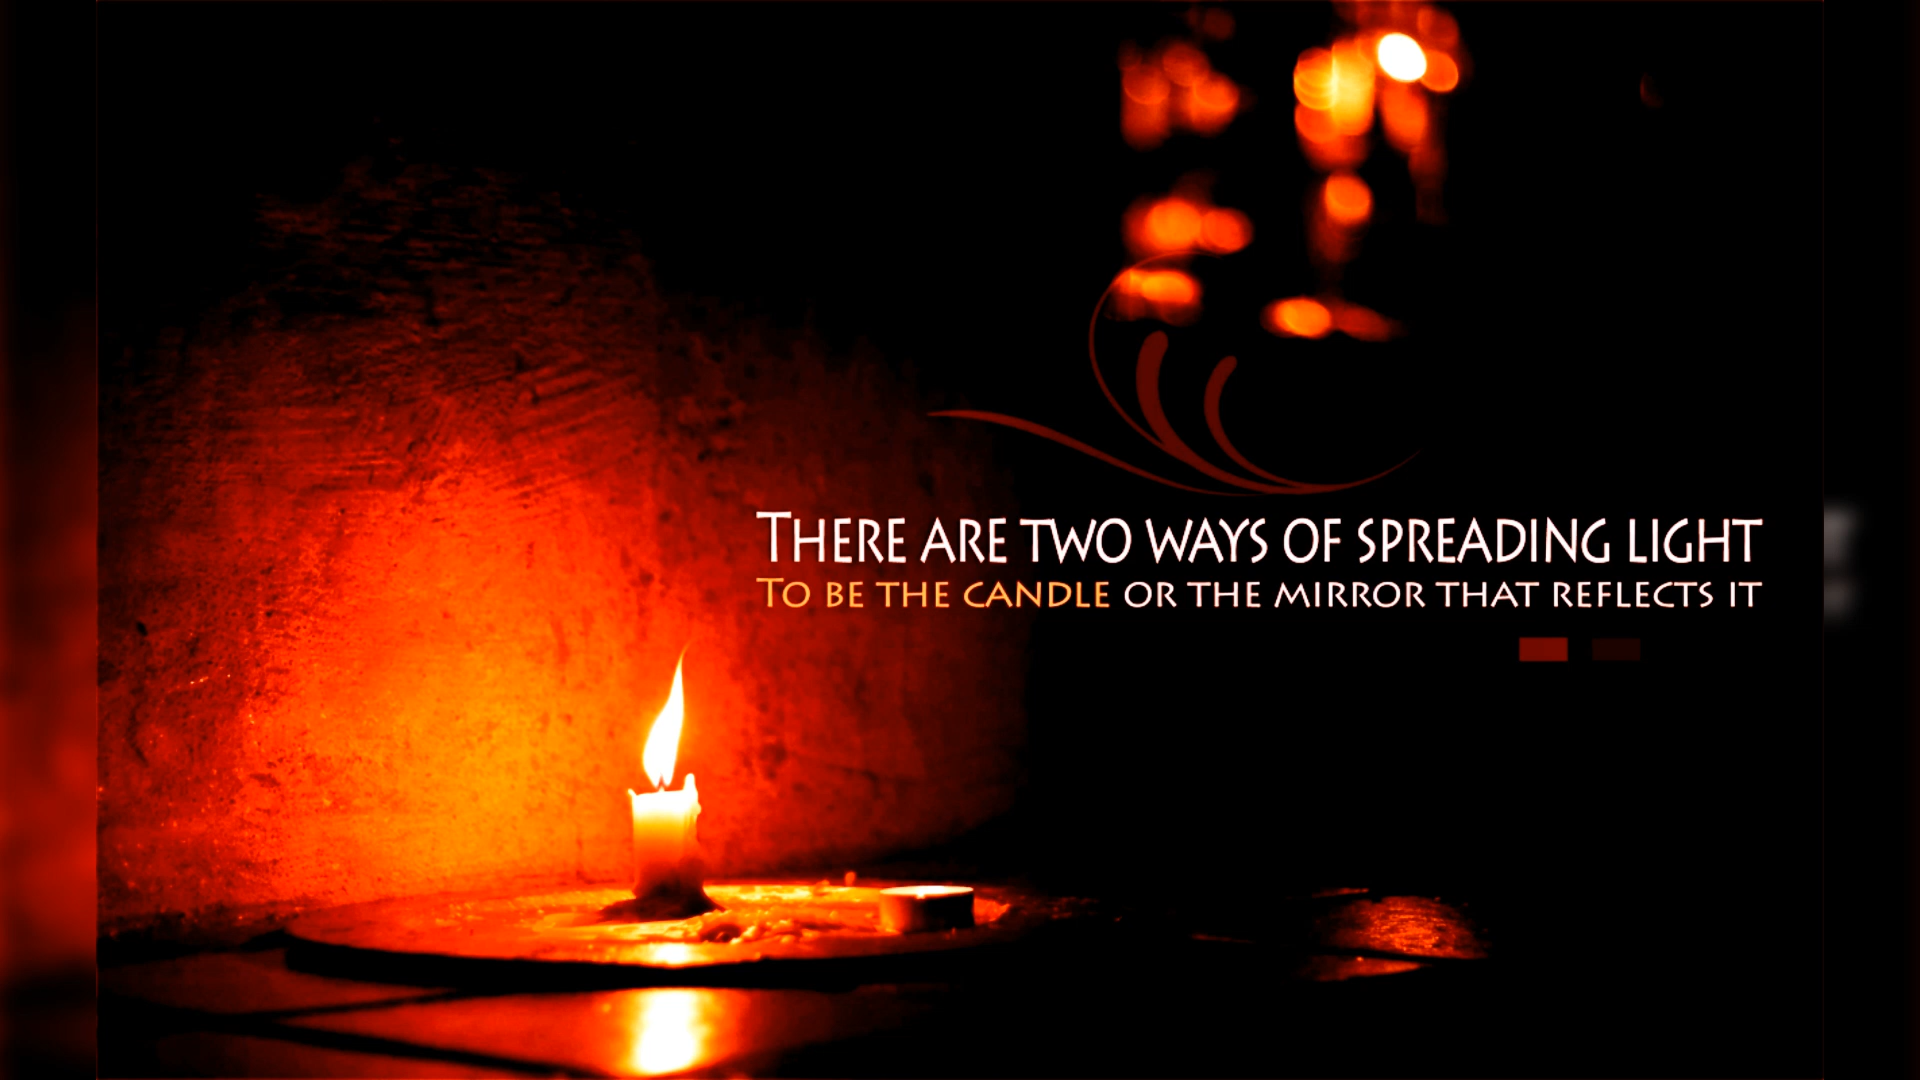 THERE ARE TWO WAYS OF SPREADING LIGHT
TO BE THE CANDLE OR THE MIRROR THAT REFLECTS IT